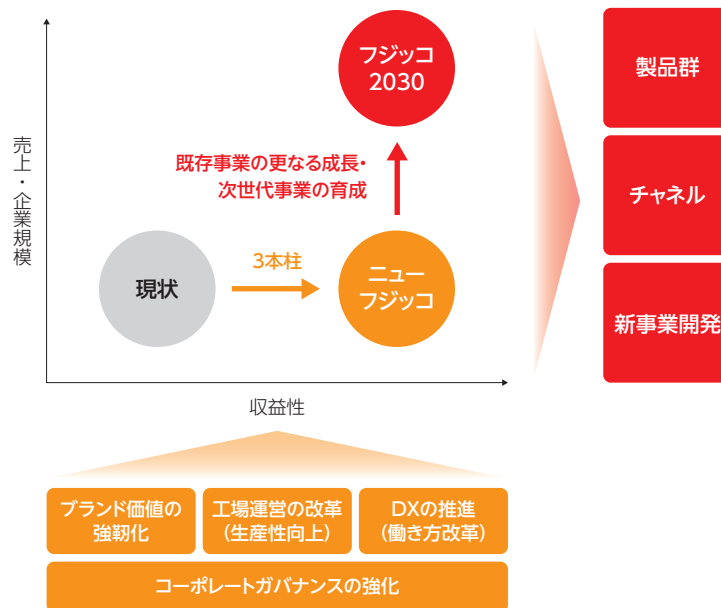 フジッコ
2030
製品群
売上・企業規模
既存事業の更なる成長・
次世代事業の育成
チャネル
現状
3本柱
ニュー
フジッコ
新事業開発
収益性
ブランド価値の
強靭化
工場運営の改革
（生産性向上）
DXの推進
（働き方改革）
コーポレートガバナンスの強化